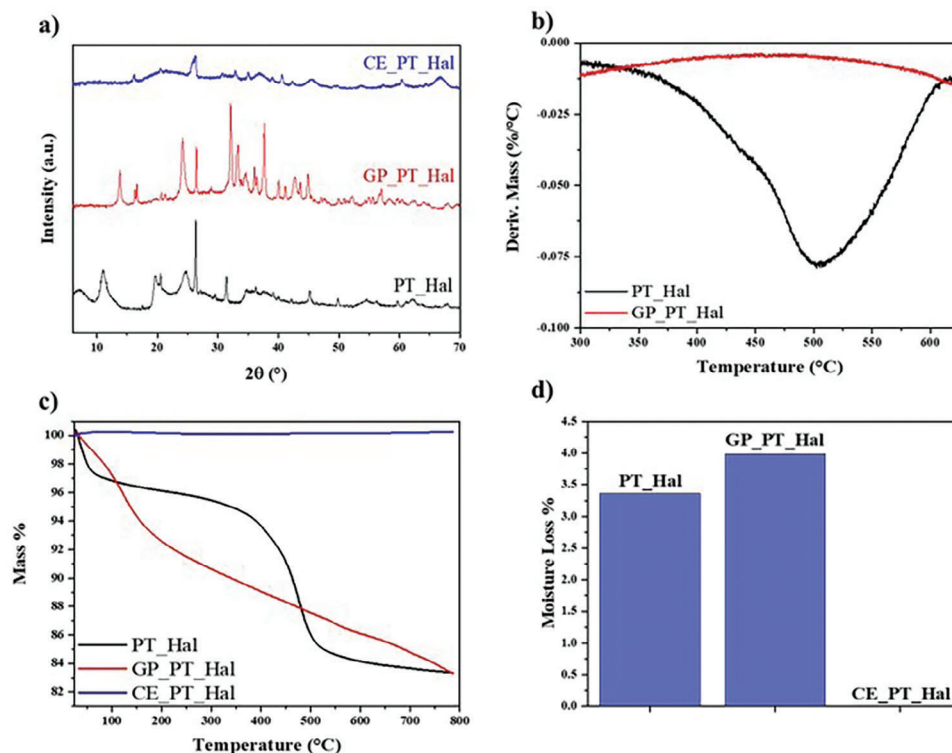 a)
CE_PT_Hal
GP_PT_Hal
PT_Hal
Intensity (a.u.)
10 20 30 40 50 60 70
2θ (°)
b)
0.000
-0.025
-0.050
-0.075
-0.100
Deriv. Mass (%/°C)
PT_Hal
GP_PT_Hal
300 350 400 450 500 550 600
Temperature (°C)
c)
100
98
96
94
92
90
88
86
84
82
Mass %
PT_Hal
GP_PT_Hal
CE_PT_Hal
100 200 300 400 500 600 700 800
Temperature (°C)
d)
4.5
4.0
3.5
3.0
2.5
2.0
1.5
1.0
0.5
0.0
Moisture Loss %
PT_Hal
GP_PT_Hal
CE_PT_Hal